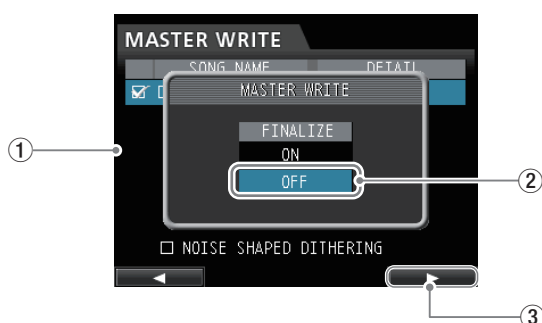 MASTER WRITE
SONG NAME DETAIL
MASTER WRITE
FINALIZE
ON
OFF
NOISE SHAPED DITHERING
1
2
3